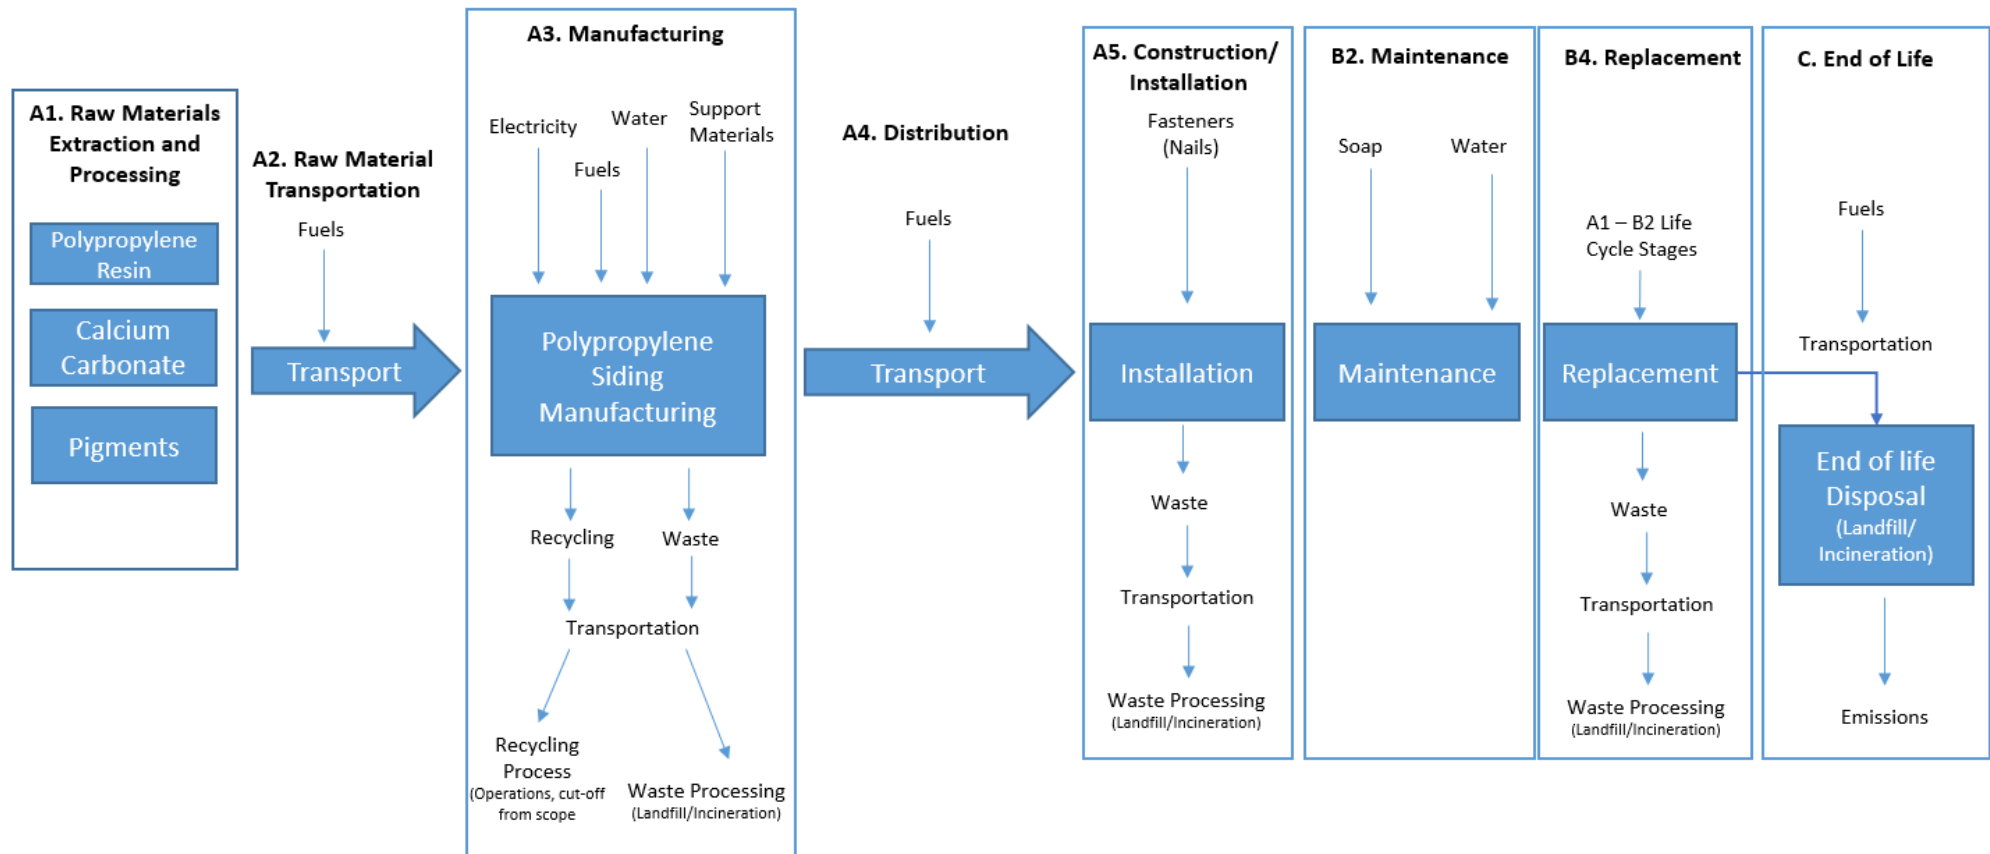 A1. Raw Materials
Extraction and
Processing
Polypropylene
Resin
Calcium
Carbonate
Pigments
A2. Raw Material
Transportation
Fuels
Transport
A3. Manufacturing
Electricity
Fuels
Water
Support
Materials
Polypropylene
Siding
Manufacturing
Recycling
Waste
Transportation
Recycling
Process
(Operations, cut-off
from scope
Waste Processing
(Landfill/Incineration)
A4. Distribution
Fuels
Transport
A5. Construction/
Installation
Fasteners
(Nails)
Installation
Waste
Transportation
Waste Processing
(Landfill/Incineration)
B2. Maintenance
Soap
Water
Maintenance
B4. Replacement
A1 – B2 Life
Cycle Stages
Replacement
Waste
Transportation
Waste Processing
(Landfill/Incineration)
C. End of Life
Fuels
Transportation
End of life
Disposal
(Landfill/
Incineration)
Emissions